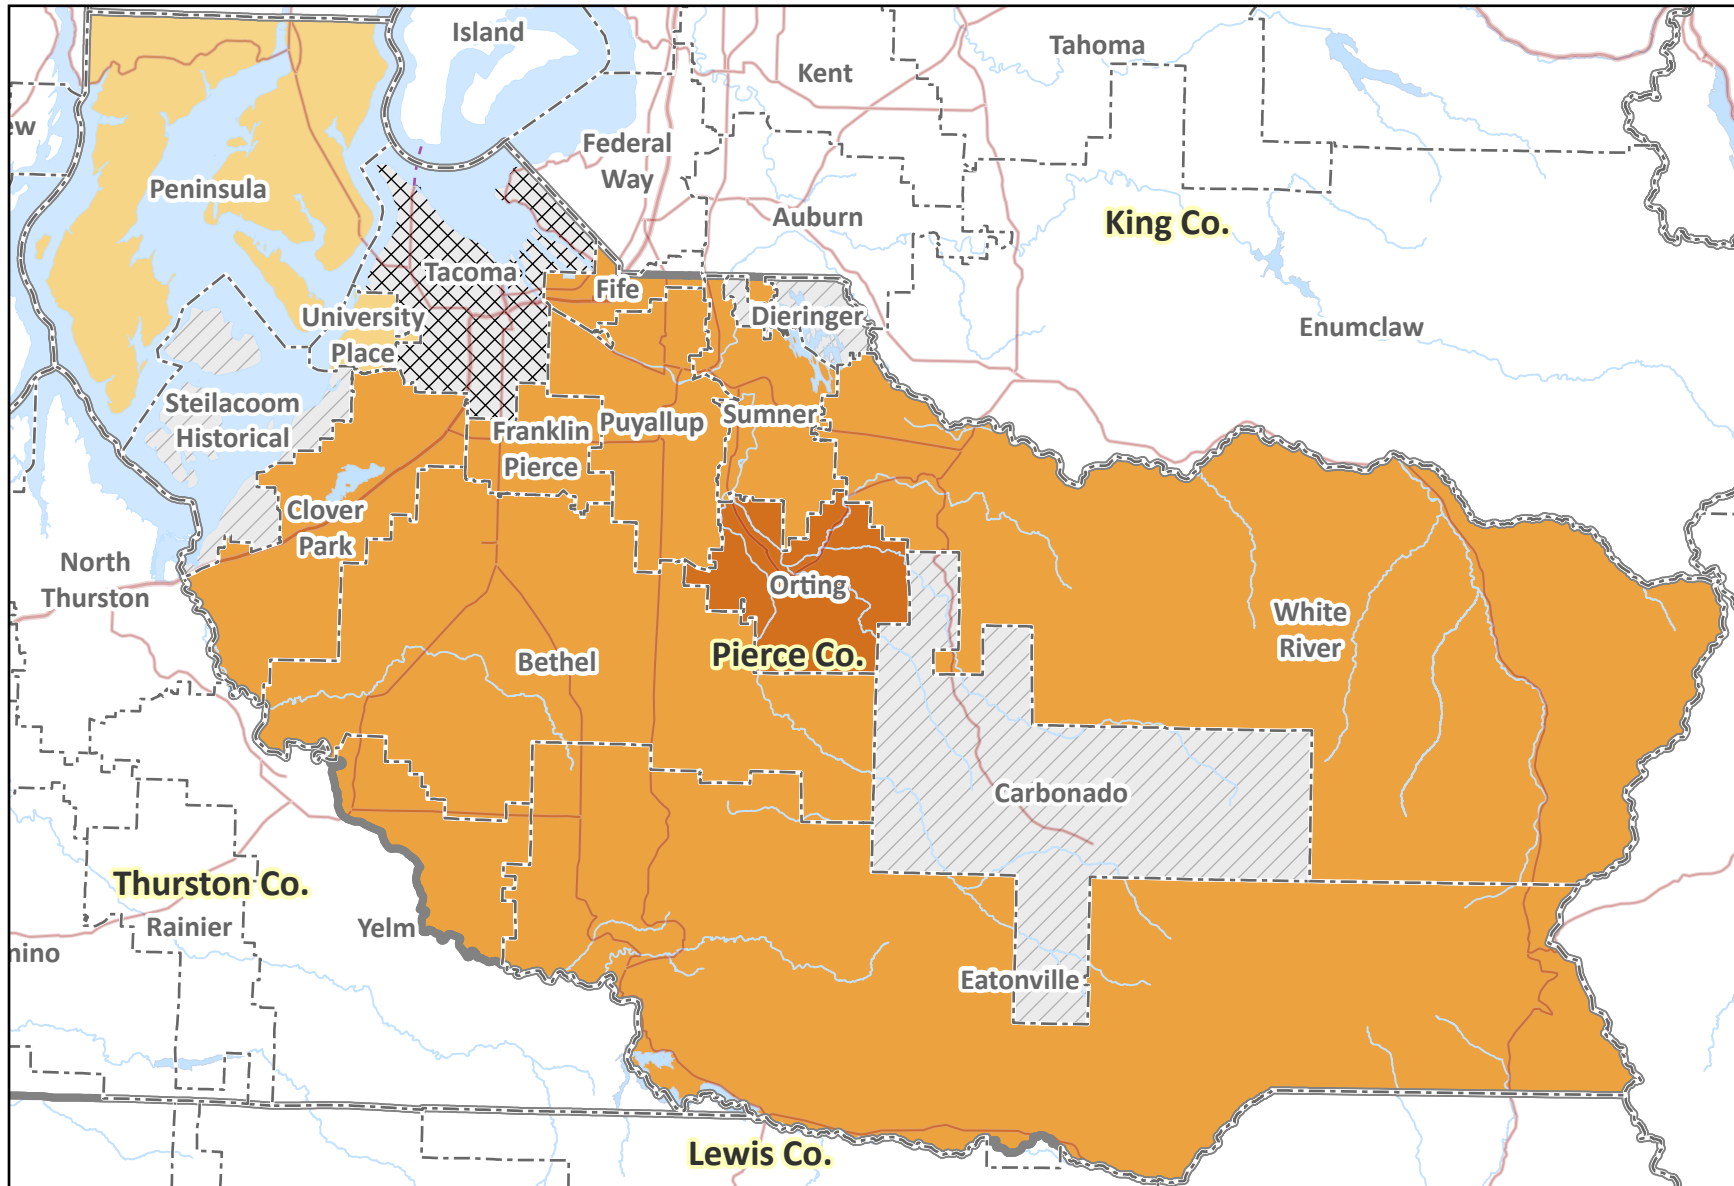 Island
Tahoma
Kent
ew
Federal
Way
Peninsula
Auburn
King Co.
Tacoma
Fife
University
Place
Dieringer
Enumclaw
Steilacoom
Historical
Franklin
Pierce
Puyallup
Sumner
Clover
Park
North
Thurston
Orting
White
River
Bethel
Pierce Co.
Carbonado
Thurston Co.
Rainier
Yelm
nino
Eatonville
Lewis Co.